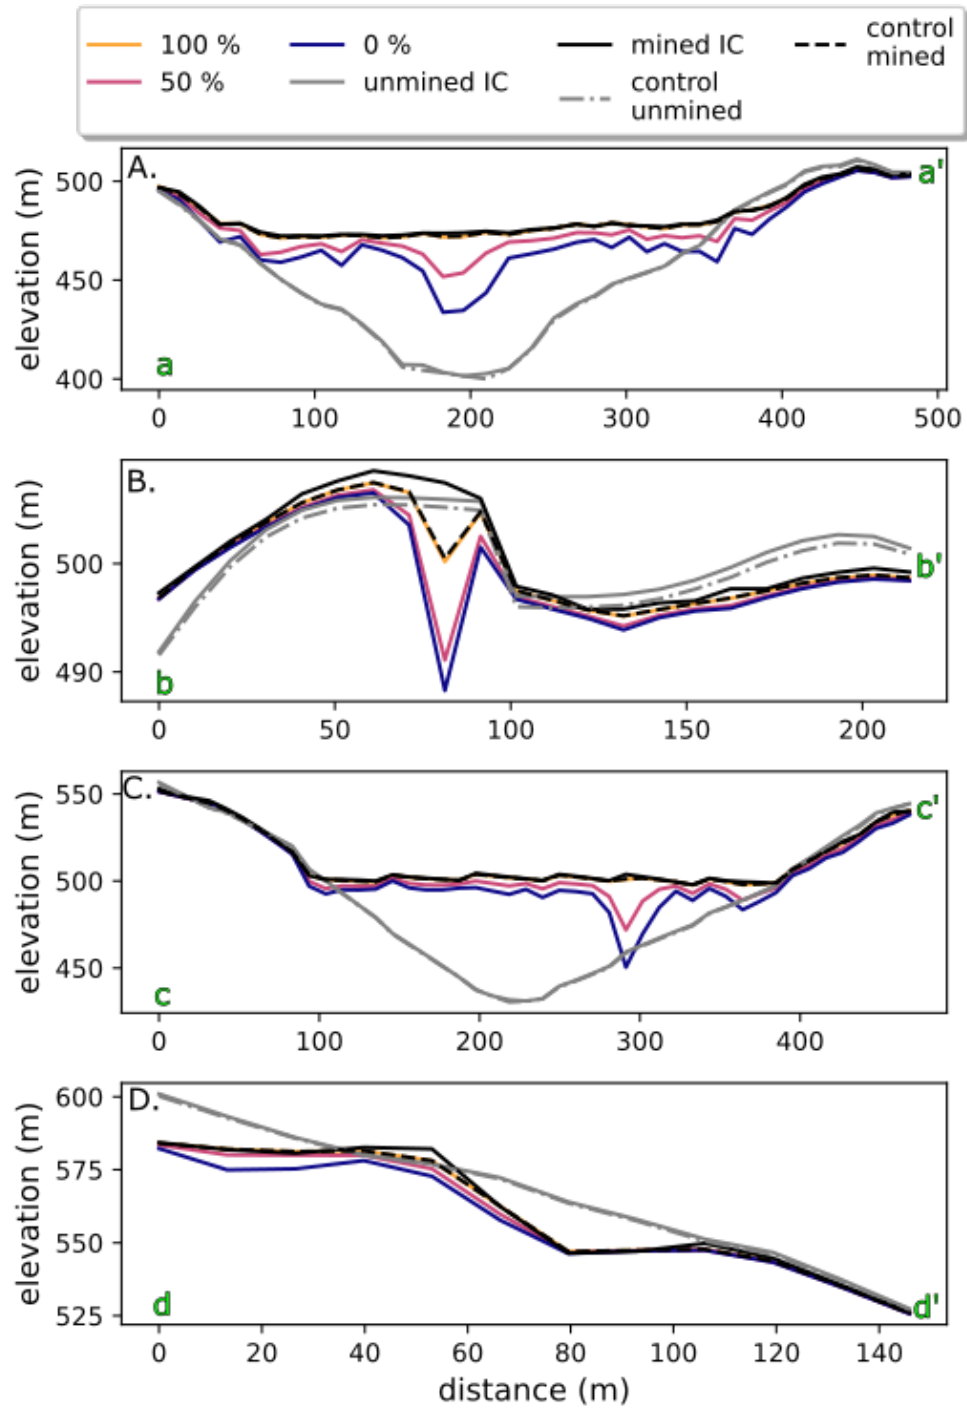 100 % 0 % mined IC control mined
50 % unmined IC control unmined
A.
elevation (m)
500
450
400
a a'
0 100 200 300 400 500
B.
elevation (m)
500
490
b b'
0 50 100 150 200
C.
elevation (m)
550
500
450
c c'
0 100 200 300 400
D.
elevation (m)
600
575
550
525
d d'
0 20 40 60 80 100 120 140
distance (m)